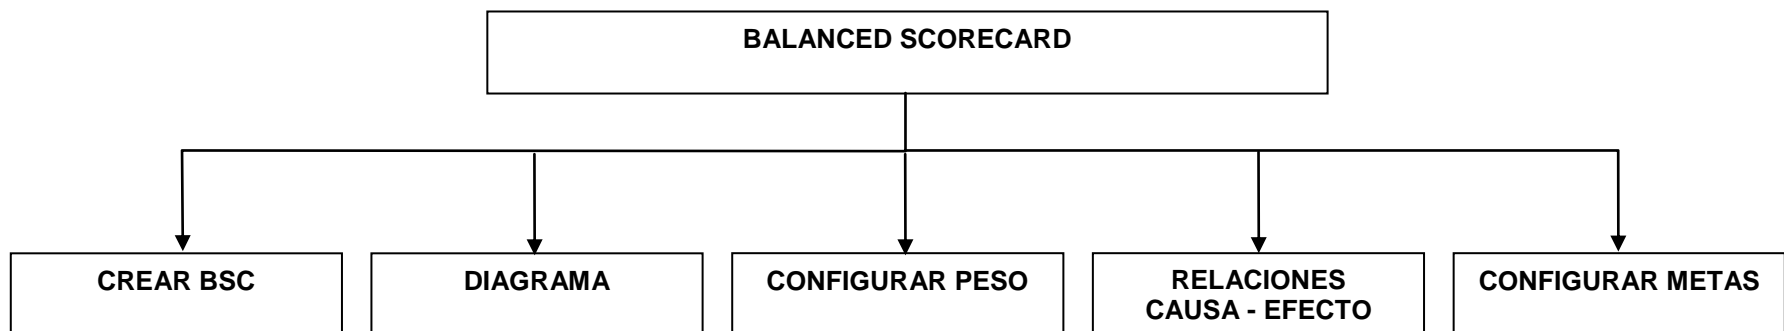 BALANCED SCORECARD
CREAR BSC
DIAGRAMA
CONFIGURAR PESO
RELACIONES
CAUSA - EFECTO
CONFIGURAR METAS